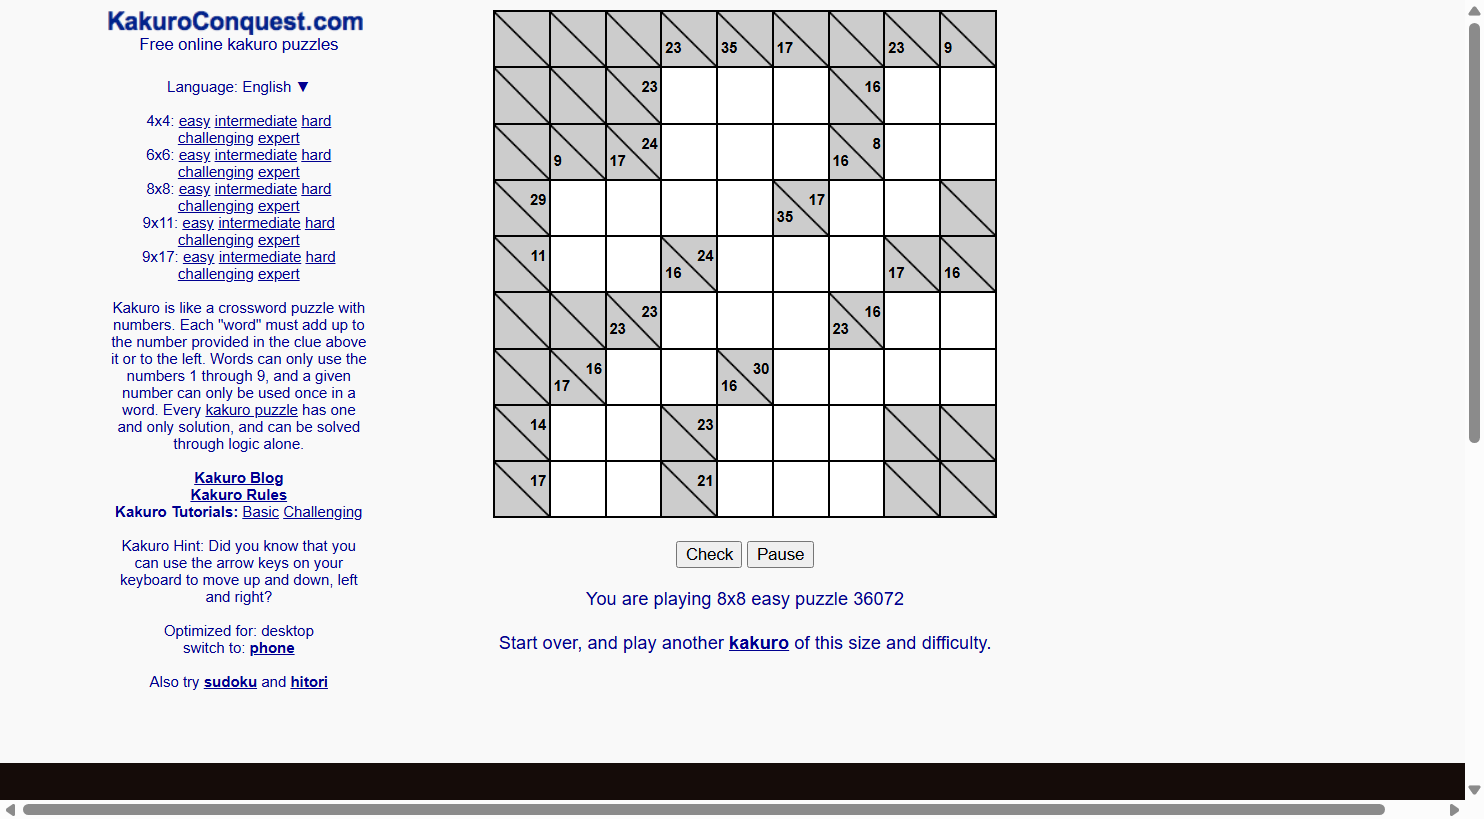 KakuroConquest.com
Free online kakuro puzzles
Language: English ▼
4x4: easy intermediate hard
challenging expert
6x6: easy intermediate hard
challenging expert
8x8: easy intermediate hard
challenging expert
9x11: easy intermediate hard
challenging expert
9x17: easy intermediate hard
challenging expert
Kakuro is like a crossword puzzle with
numbers. Each "word" must add up to
the number provided in the clue above
it or to the left. Words can only use the
numbers 1 through 9, and a given
number can only be used once in a
word. Every kakuro puzzle has one
and only solution, and can be solved
through logic alone.
Kakuro Blog
Kakuro Rules
Kakuro Tutorials: Basic Challenging
Kakuro Hint: Did you know that you
can use the arrow keys on your
keyboard to move up and down, left
and right?
Optimized for: desktop
switch to: phone
Also try sudoku and hitori
23 35 17 23 9
23 16
9 17 24 16 8
29 35 17
11 16 24 17 16
23 23 23 16
17 16 16 30
14 23
17 21
Check Pause
You are playing 8x8 easy puzzle 36072
Start over, and play another kakuro of this size and difficulty.